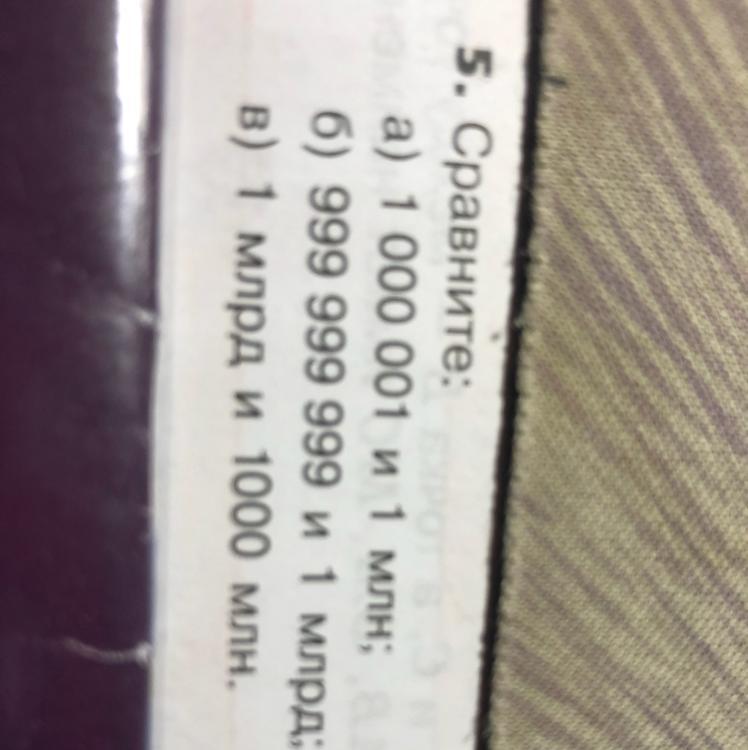 5. Сравните:
а) 1 000 001 и 1 млн;
б) 999 999 999 и 1 млрд;
в) 1 млрд и 1000 млн.